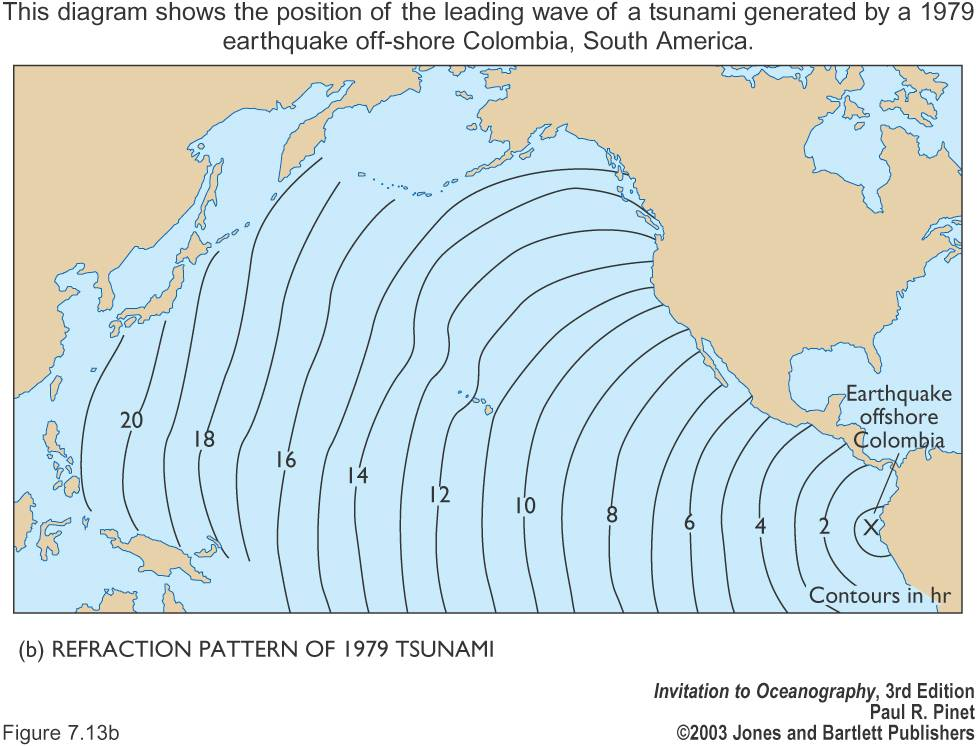 This diagram shows the position of the leading wave of a tsunami generated by a 1979
earthquake off-shore Colombia, South America.
Earthquake
offshore
Colombia
20
18
16
14
12
10
8
6
4
2
X
Contours in hr
(b) REFRACTION PATTERN OF 1979 TSUNAMI
Invitation to Oceanography, 3rd Edition
Paul R. Pinet
Figure 7.13b
©2003 Jones and Bartlett Publishers